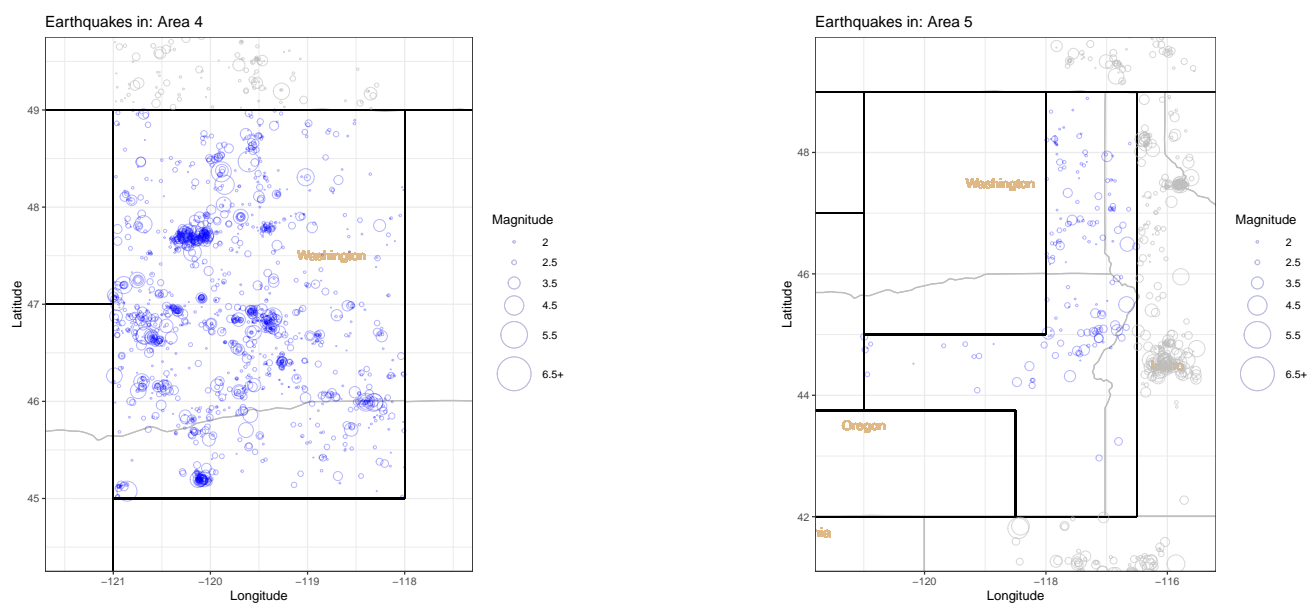 Earthquakes in: Area 4
49
48
47
46
45
Latitude
−121
−120
−119
−118
Longitude
Washington
Magnitude
2
2.5
3.5
4.5
5.5
6.5+
Earthquakes in: Area 5
48
46
44
42
Latitude
−120
−118
−116
Longitude
Washington
Oregon
nia
Magnitude
2
2.5
3.5
4.5
5.5
6.5+